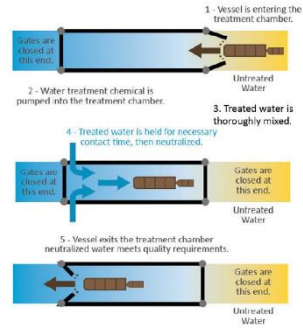 1 - Vessel is entering the
treatment chamber.
Gates are
closed at
this end.
Untreated
Water
2 - Water treatment chemical is
pumped into the treatment chamber.
3. Treated water is
thoroughly mixed.
4 - Treated water is held for necessary
contact time, then neutralized.
Gates are
closed at
this end.
Gates are
closed at
this end.
Untreated
Water
5 - Vessel exits the treatment chamber
neutralized water meets quality requirements.
Gates are
closed at
this end.
Untreated
Water